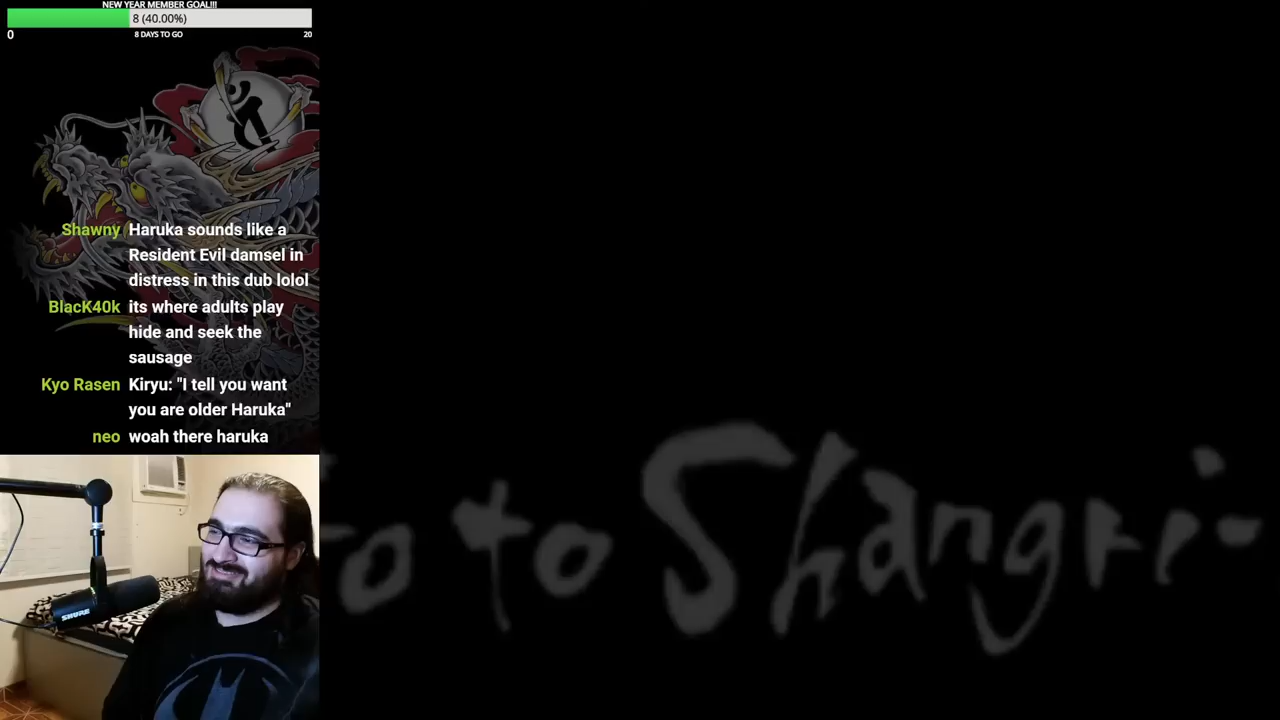 NEW YEAR MEMBER GOAL!!!
8 (40.00%)
0 8 DAYS TO GO 20
Shawny Haruka sounds like a
Resident Evil damsel in
distress in this dub lolol
BlacK40k its where adults play
hide and seek the
sausage
Kyo Rasen Kiryu: "I tell you want
you are older Haruka"
neo woah there haruka
to Shangri-
SHURE